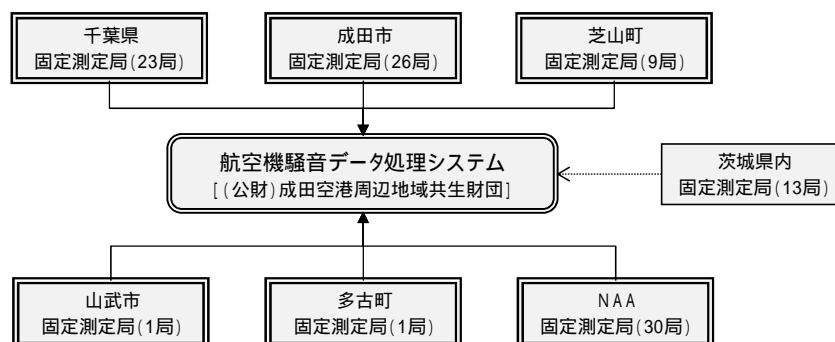 千葉県
固定測定局(23局)
成田市
固定測定局(26局)
芝山町
固定測定局(9局)
航空機騒音データ処理システム
[(公財)成田空港周辺地域共生財団]
茨城県内
固定測定局(13局)
山武市
固定測定局(1局)
多古町
固定測定局(1局)
NAA
固定測定局(30局)